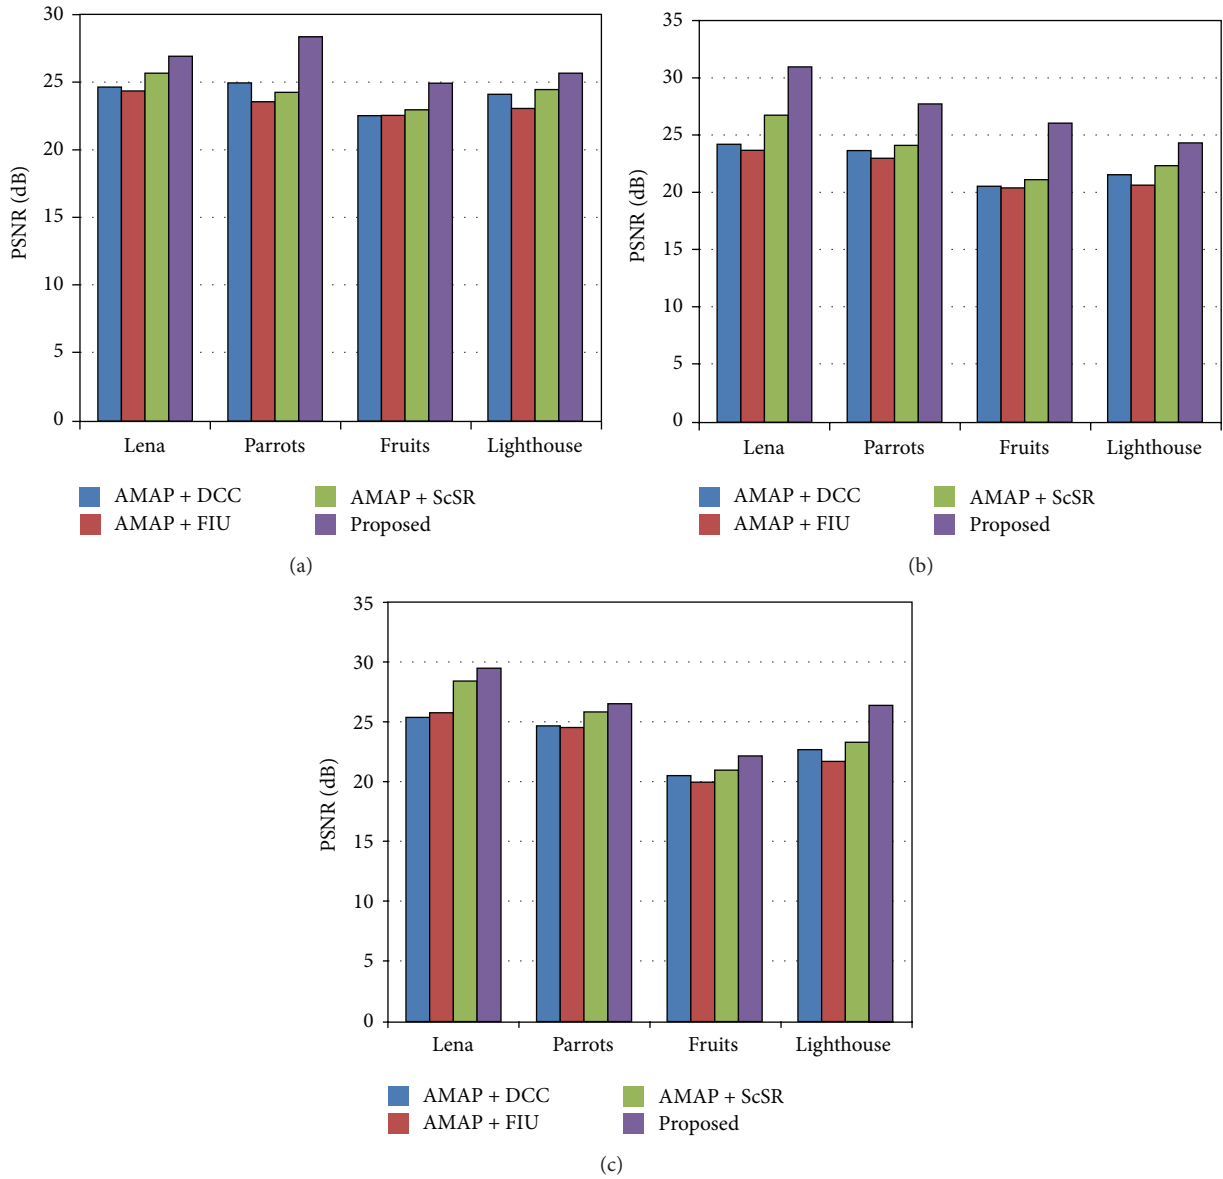 30
25
20
15
10
5
0
PSNR (dB)
Lena Parrots Fruits Lighthouse
AMAP + DCC AMAP + ScSR
AMAP + FIU Proposed
(a)
35
30
25
20
15
10
5
0
PSNR (dB)
Lena Parrots Fruits Lighthouse
AMAP + DCC AMAP + ScSR
AMAP + FIU Proposed
(b)
35
30
25
20
15
10
5
0
PSNR (dB)
Lena Parrots Fruits Lighthouse
AMAP + DCC AMAP + ScSR
AMAP + FIU Proposed
(c)